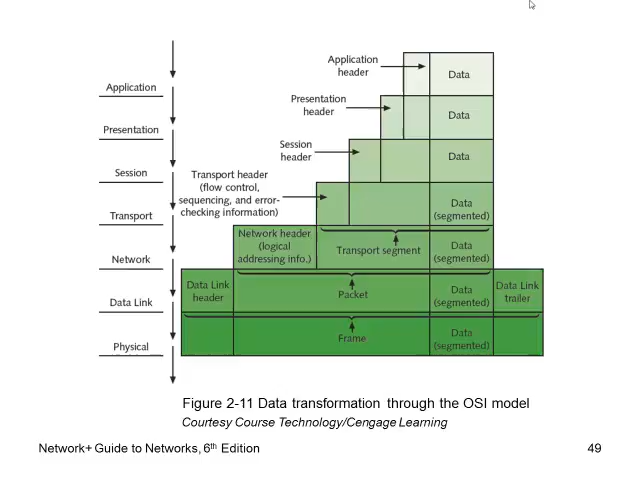 Application
header
Data
Application
Presentation
header
Data
Presentation
Session
header
Data
Session
Transport header
(flow control,
sequencing, and error-
checking information)
Data
(segmented)
Transport
Network header
(logical
addressing info.)
Transport segment
Data
(segmented)
Network
Data Link
header
Packet
Data
(segmented)
Data Link
trailer
Data Link
Frame
Data
(segmented)
Physical
Figure 2-11 Data transformation through the OSI model
Courtesy Course Technology/Cengage Learning
Network+ Guide to Networks, 6th Edition
49